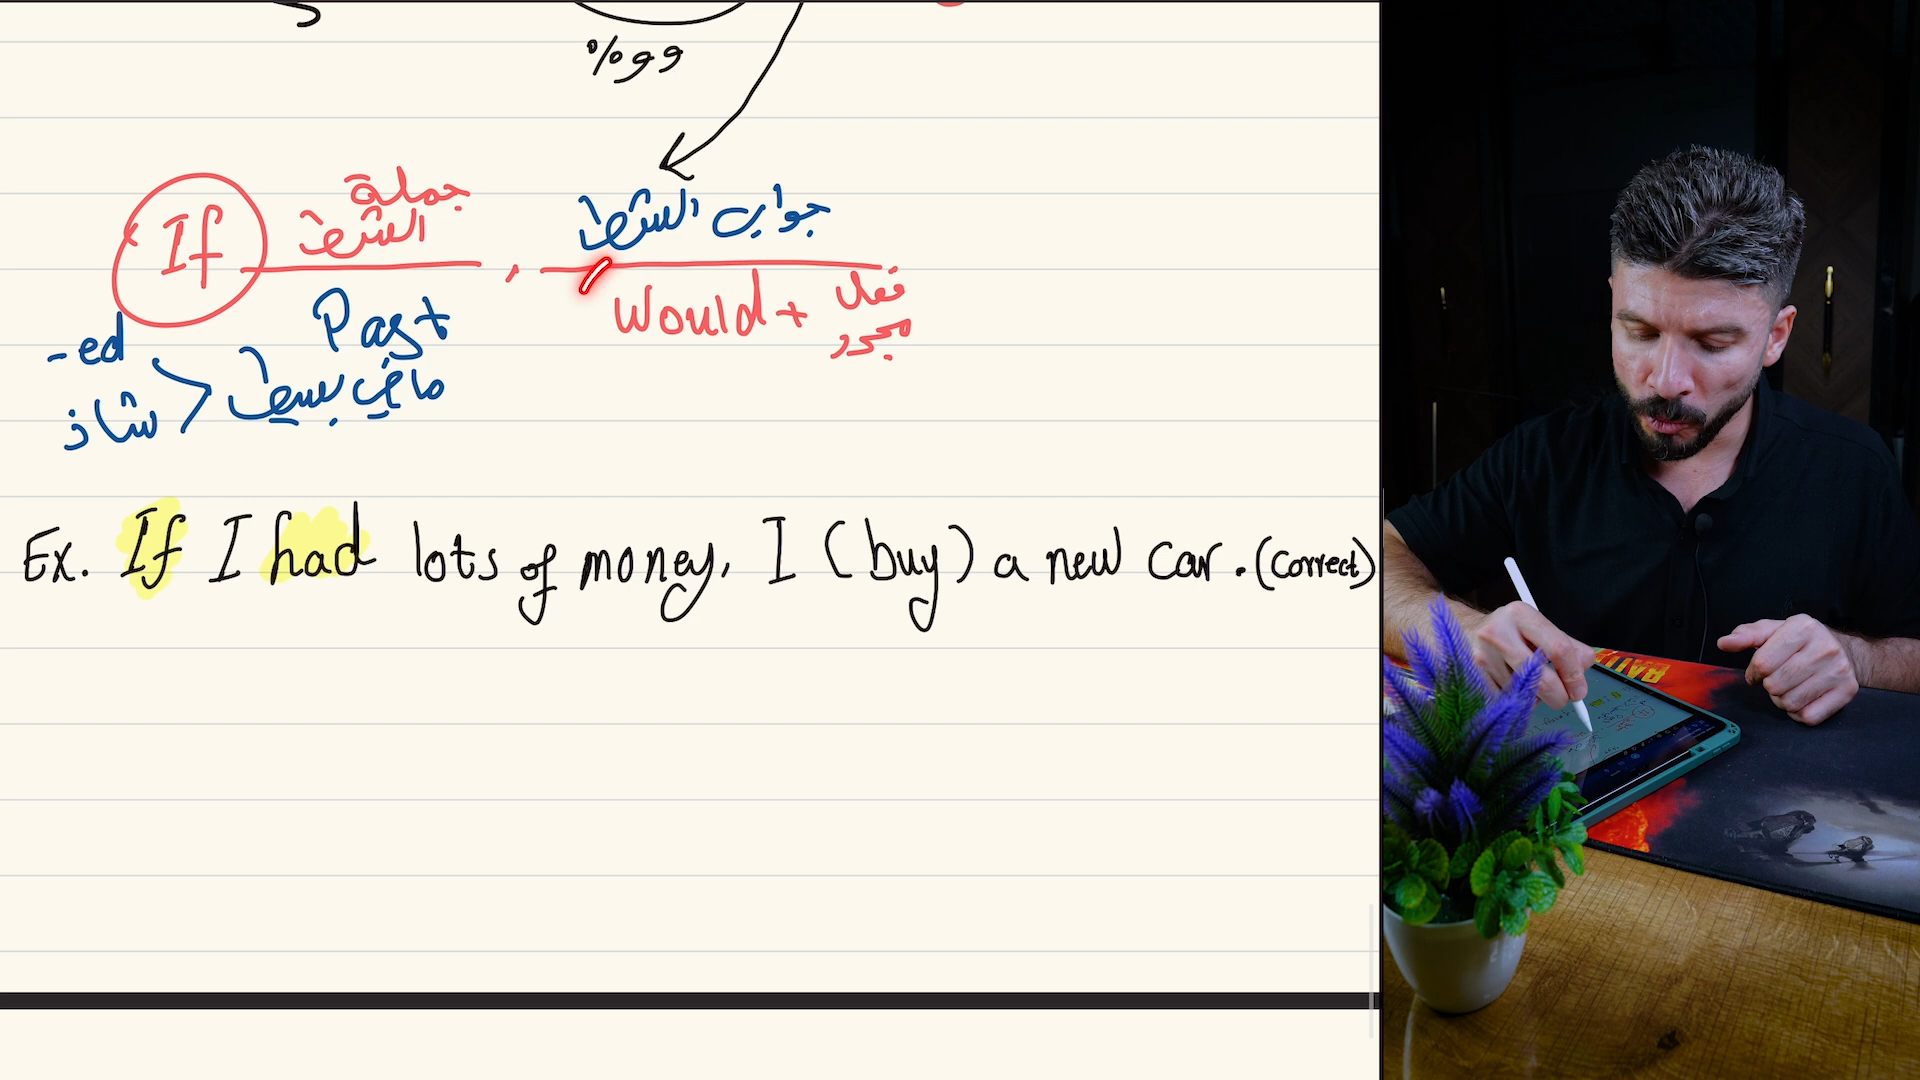 %99
If جملة الشرط , جواب الشرط
Past ماضي بسيط
-ed
شاذ
Would + فعل مجرد
Ex. If I had lots of money, I (buy) a new car. (Correct)